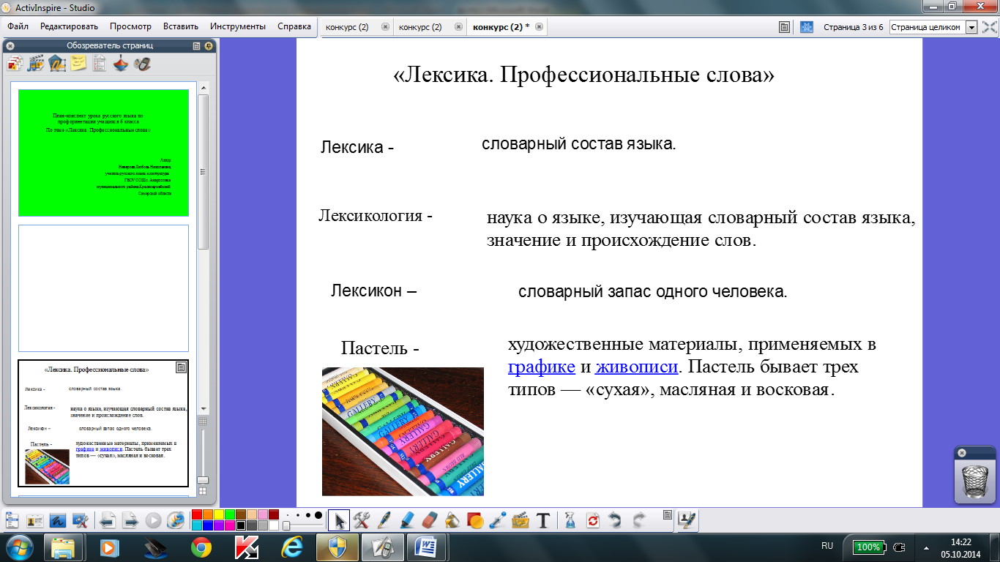 ActivInspire - Studio
Файл Редактировать Просмотр Вставить Инструменты Справка
конкурс (2) конкурс (2) конкурс (2) *
Страница 3 из 6 Страница целиком
Обозреватель страниц
План-конспект урока русского языка по
профориентации учащихся 6 класса
По теме «Лексика. Профессиональные слова»
Автор
учитель русского языка и литературы
муниципального района Красноармейский
Самарской области
«Лексика. Профессиональные слова»
Лексика - словарный состав языка.
Лексикология - наука о языке, изучающая словарный состав языка,
значение и происхождение слов.
Лексикон – словарный запас одного человека.
Пастель - художественные материалы, применяемых в
графике и живописи. Пастель бывает трех
типов — «сухая», масляная и восковая.
«Лексика. Профессиональные слова»
Лексика - словарный состав языка.
Лексикология - наука о языке, изучающая словарный состав языка,
значение и происхождение слов.
Лексикон – словарный запас одного человека.
Пастель - художественные материалы, применяемых в
графике и живописи. Пастель бывает трех
типов — «сухая», масляная и восковая.
GALLERY
GALLERY
GALLERY
GALLERY
GALLERY
RU 100% 14:22
05.10.2014